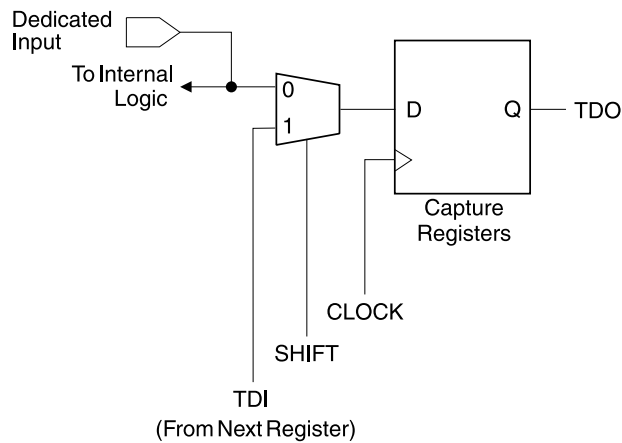 Dedicated
Input
To Internal
Logic
0
1
D
Q
TDO
Capture
Registers
CLOCK
SHIFT
TDI
(From Next Register)